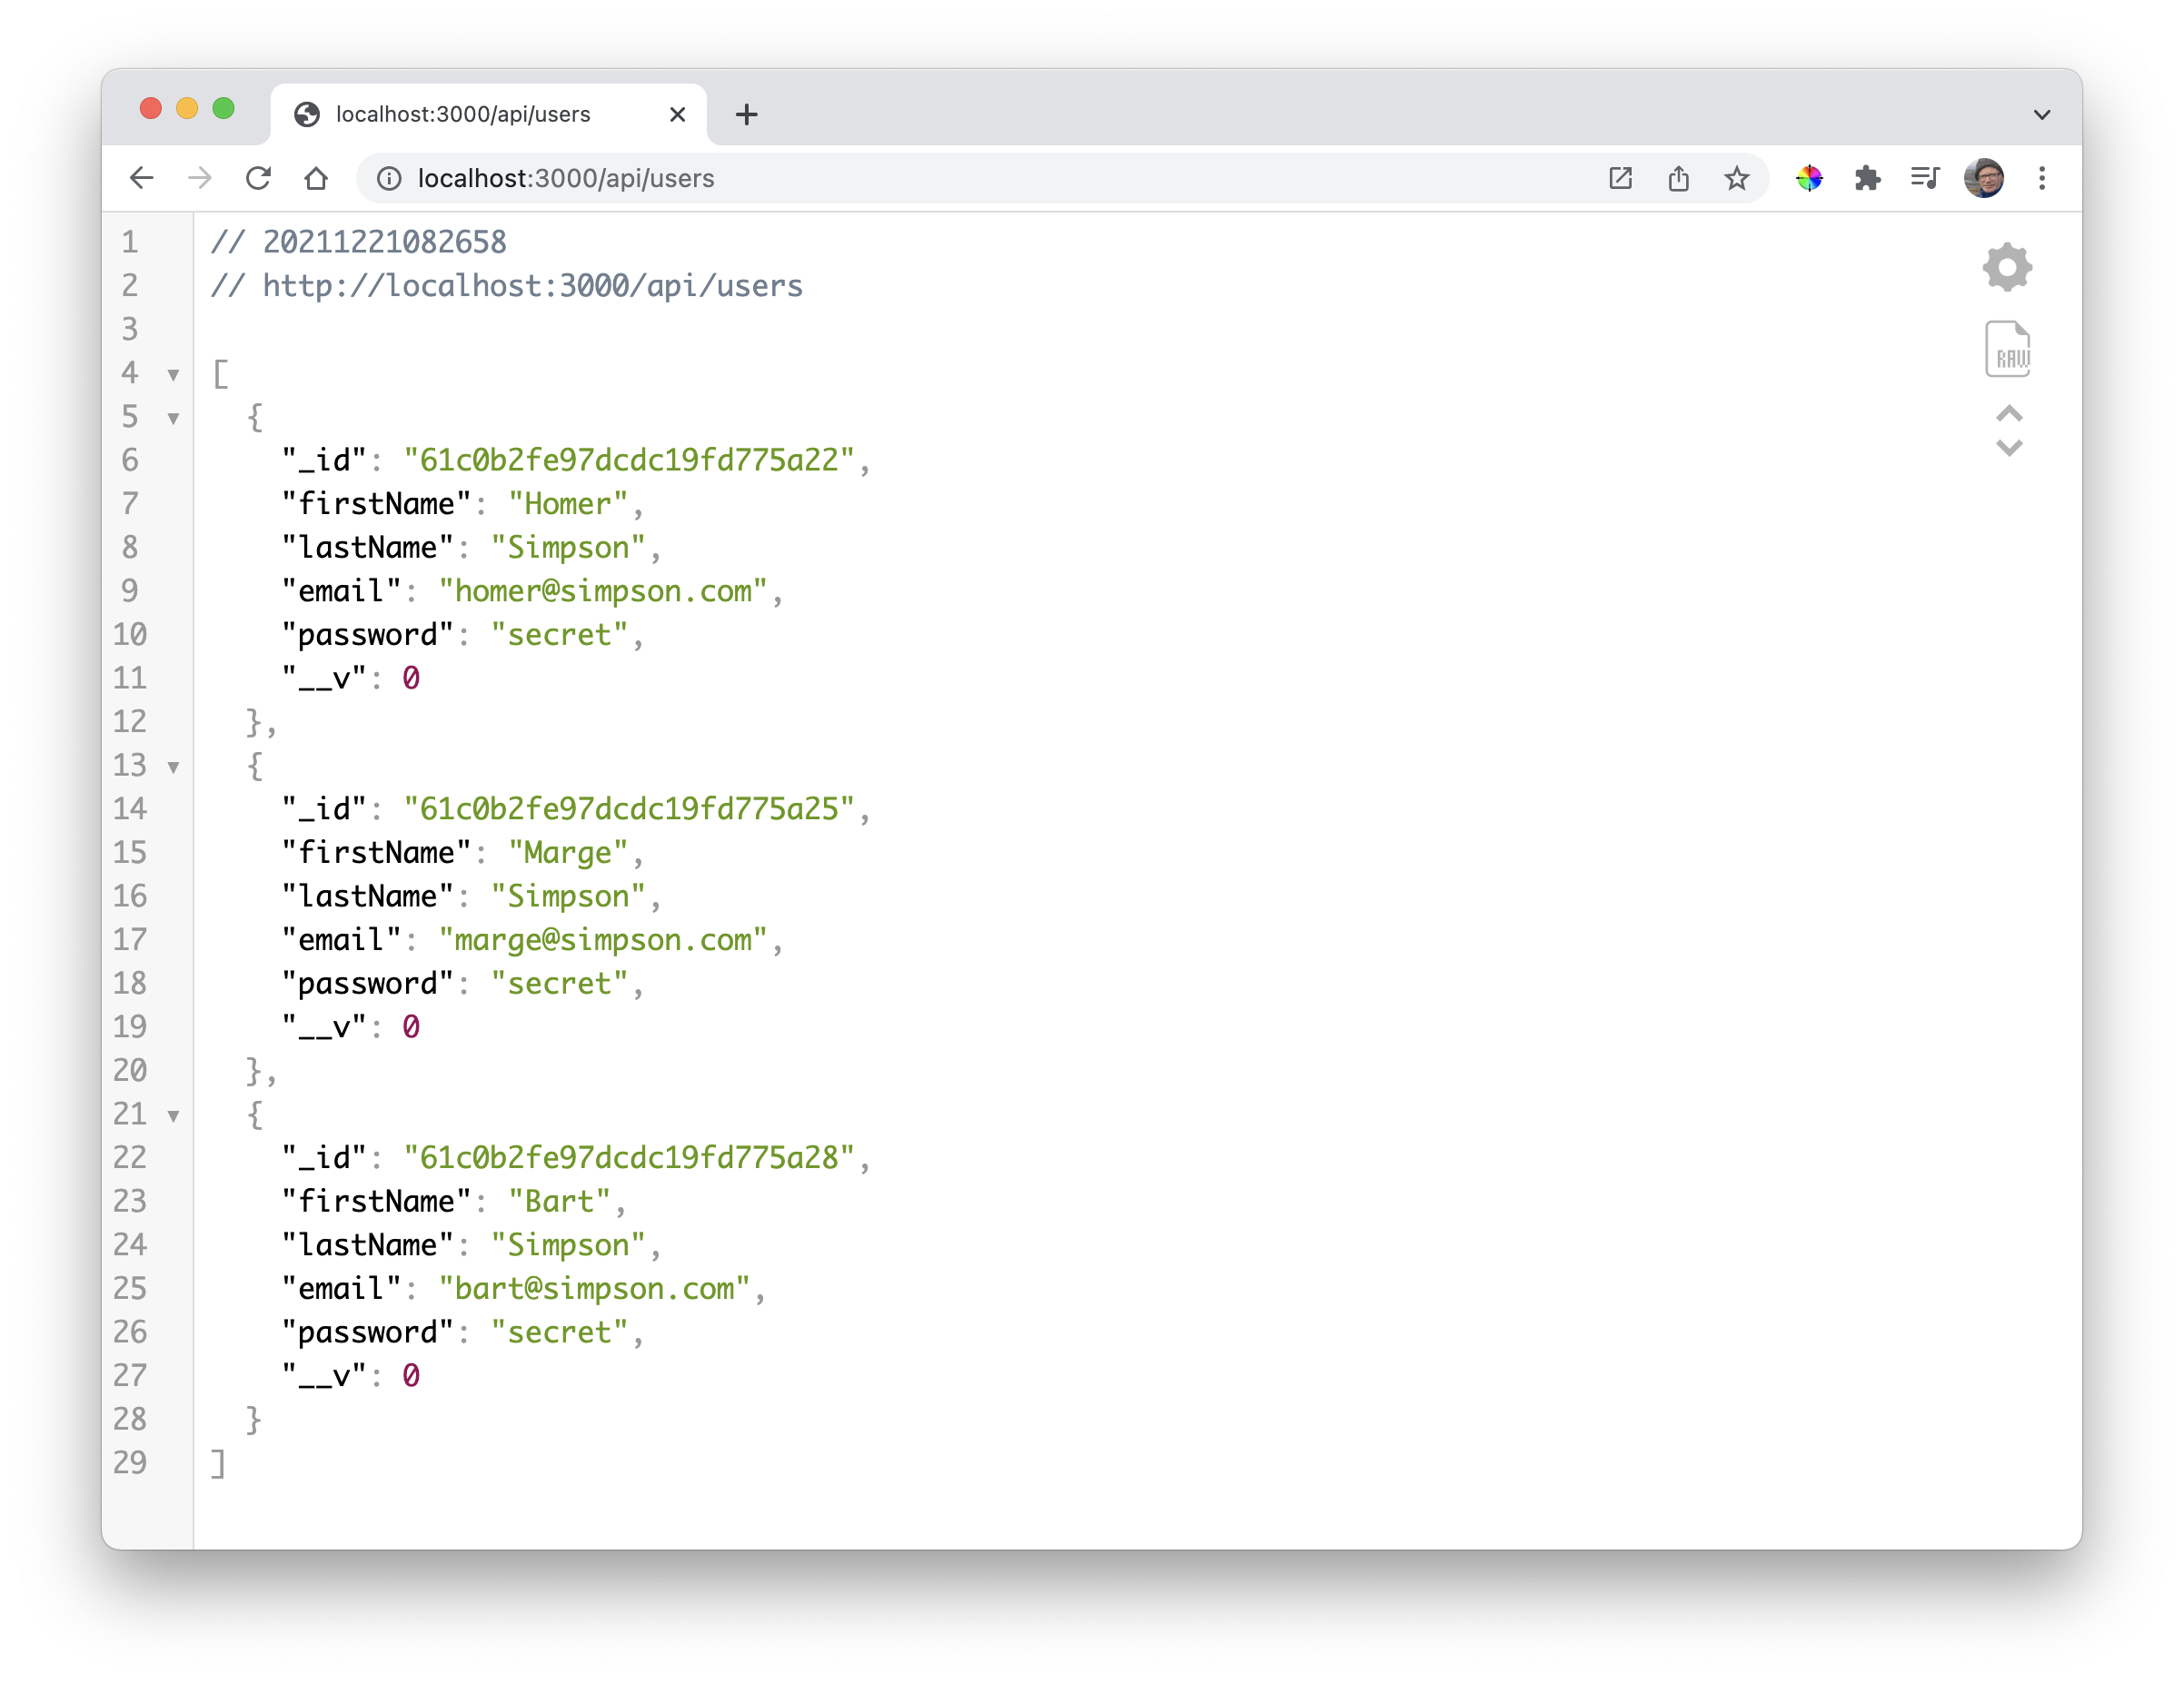 localhost:3000/api/users
localhost:3000/api/users
1 // 20211221082658
2 // http://localhost:3000/api/users
3
4 [
5 {
6 "_id": "61c0b2fe97dcdc19fd775a22",
7 "firstName": "Homer",
8 "lastName": "Simpson",
9 "email": "homer@simpson.com",
10 "password": "secret",
11 "__v": 0
12 },
13 {
14 "_id": "61c0b2fe97dcdc19fd775a25",
15 "firstName": "Marge",
16 "lastName": "Simpson",
17 "email": "marge@simpson.com",
18 "password": "secret",
19 "__v": 0
20 },
21 {
22 "_id": "61c0b2fe97dcdc19fd775a28",
23 "firstName": "Bart",
24 "lastName": "Simpson",
25 "email": "bart@simpson.com",
26 "password": "secret",
27 "__v": 0
28 }
29 ]
RAW